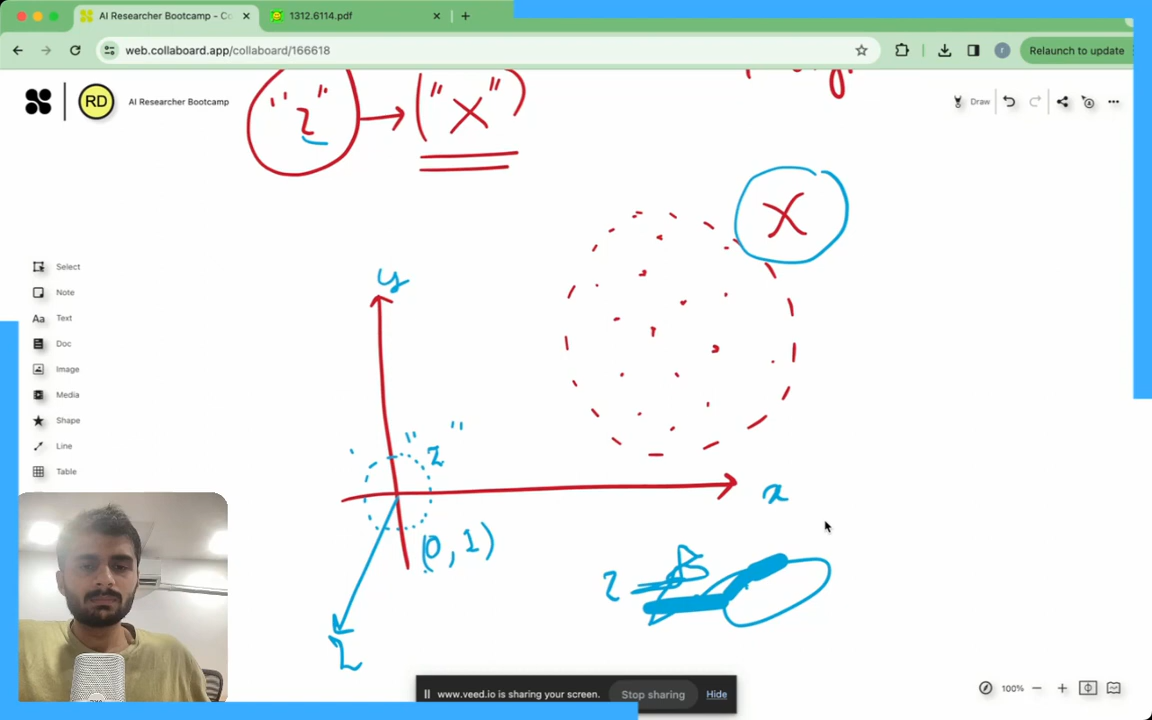 AI Researcher Bootcamp - Co
1312.6114.pdf
web.collaboard.app/collaboard/166618
Relaunch to update
RD
AI Researcher Bootcamp
Draw
"z" → ("X")
X
Select
Note
Text
Doc
Image
Media
Shape
Line
Table
y
"z"
x
(0, 1)
z
z
www.veed.io is sharing your screen.
Stop sharing
Hide
100%